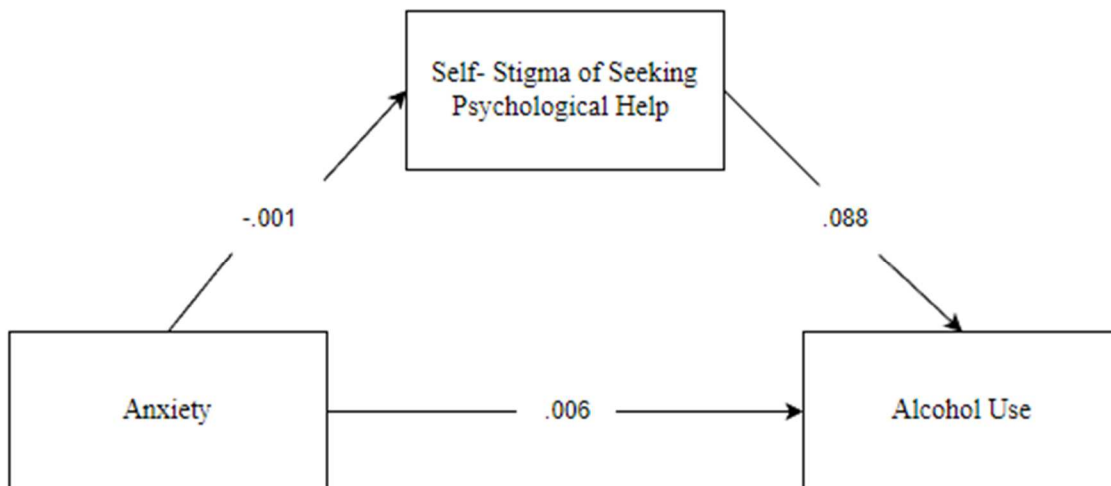 Self- Stigma of Seeking
Psychological Help
-.001
.088
Anxiety
.006
Alcohol Use